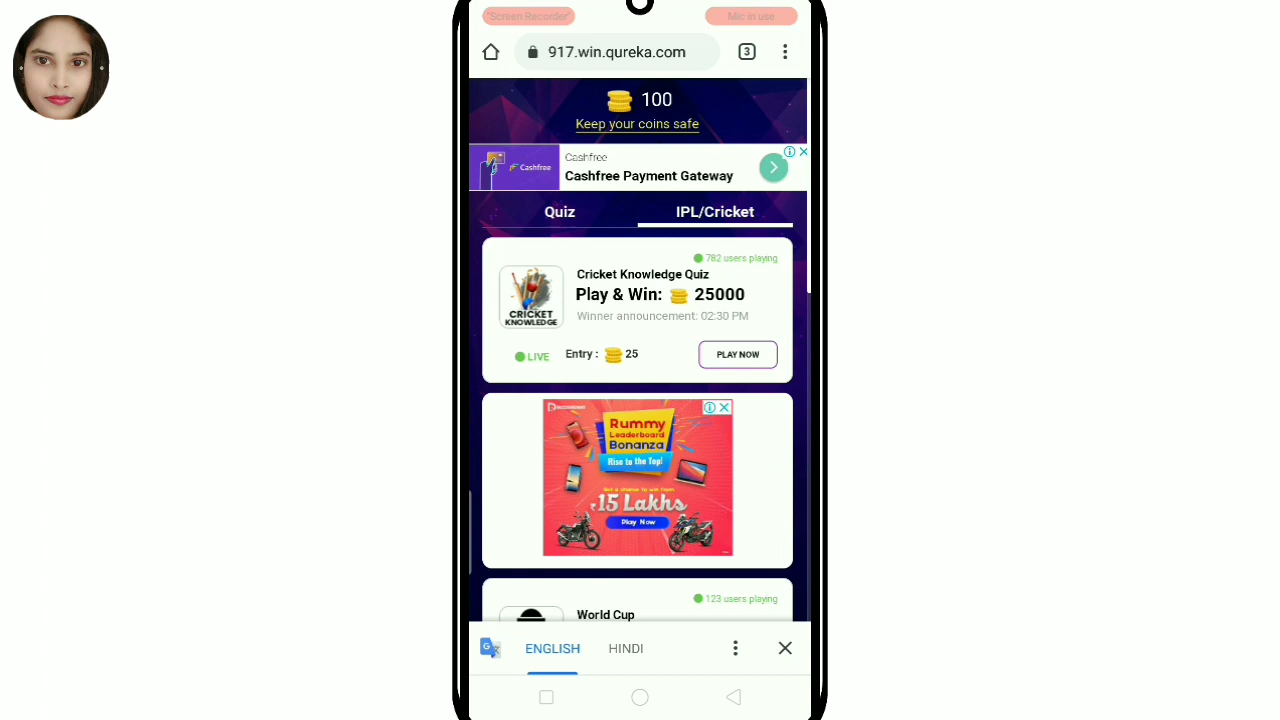 "Screen Recorder"
Mic in use
917.win.qureka.com
3
100
Keep your coins safe
Cashfree
Cashfree
Cashfree Payment Gateway
Quiz
IPL/Cricket
782 users playing
Cricket Knowledge Quiz
Play & Win: 25000
Winner announcement: 02:30 PM
CRICKET
KNOWLEDGE
LIVE
Entry : 25
PLAY NOW
Rummy
Leaderboard
Bonanza
Rise to the Top!
₹15 Lakhs
Play Now
123 users playing
World Cup
ENGLISH
HINDI